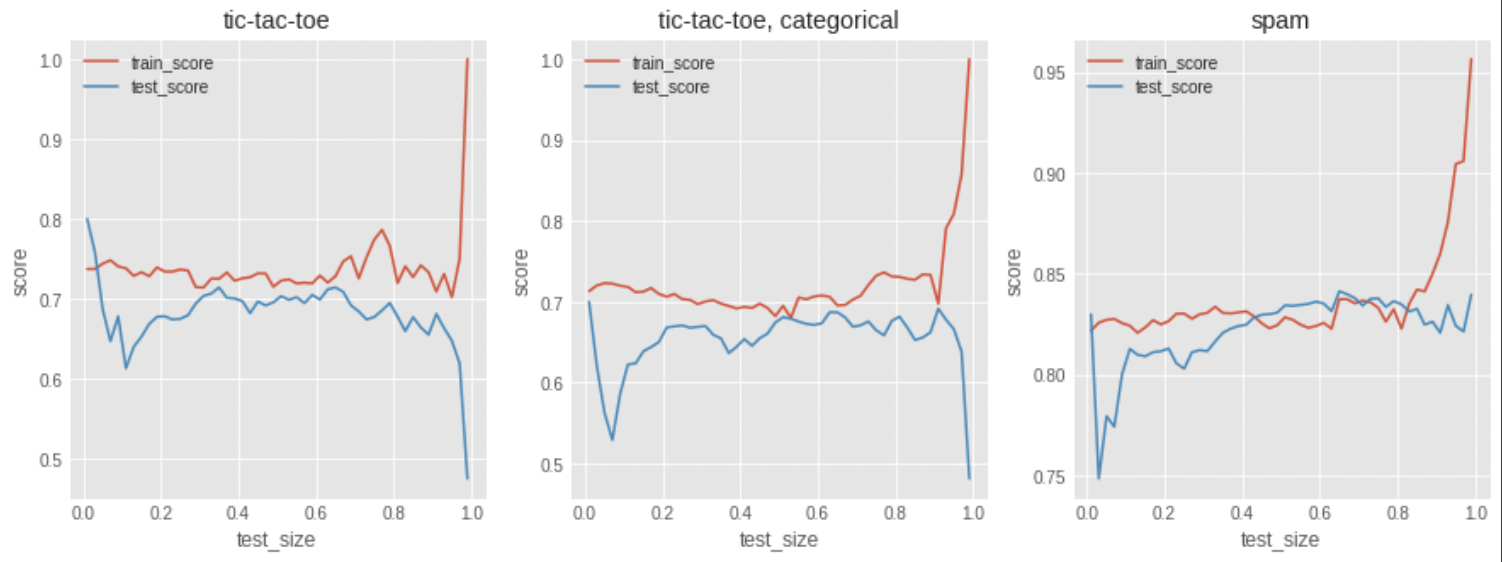 tic-tac-toe
train_score
test_score
1.0
0.9
0.8
0.7
0.6
0.5
score
0.0 0.2 0.4 0.6 0.8 1.0
test_size
tic-tac-toe, categorical
train_score
test_score
1.0
0.9
0.8
0.7
0.6
0.5
score
0.0 0.2 0.4 0.6 0.8 1.0
test_size
spam
train_score
test_score
0.95
0.90
0.85
0.80
0.75
score
0.0 0.2 0.4 0.6 0.8 1.0
test_size